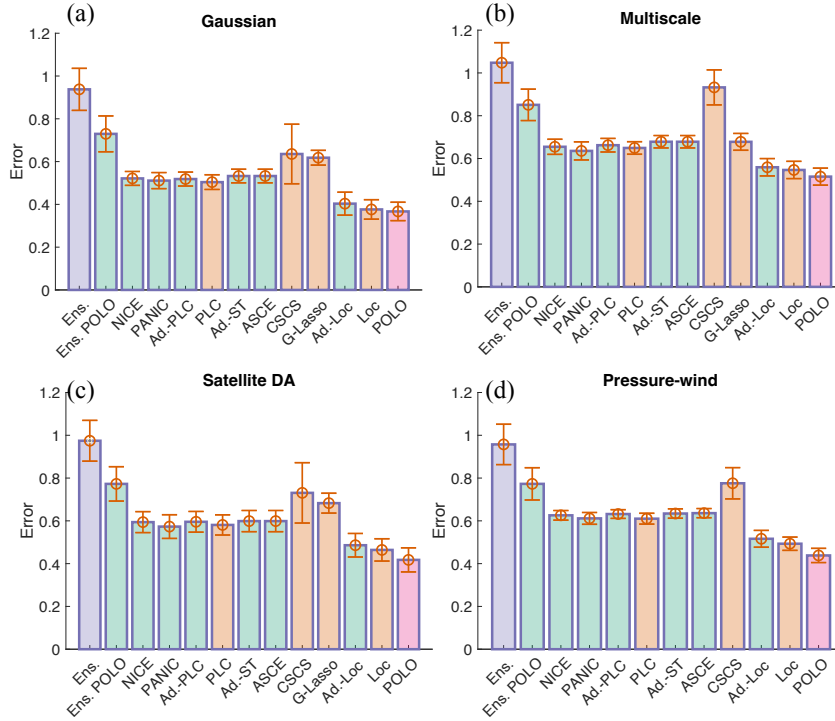 (a)
Gaussian
1.2
1
0.8
0.6
0.4
0.2
0
Error
Ens.
Ens. POLO
NICE
PANIC
Ad.-PLC
PLC
Ad.-ST
ASCE
CSCS
G-Lasso
Ad.-Loc
Loc
POLO
(b)
Multiscale
1.2
1
0.8
0.6
0.4
0.2
0
Error
Ens.
Ens. POLO
NICE
PANIC
Ad.-PLC
PLC
Ad.-ST
ASCE
CSCS
G-Lasso
Ad.-Loc
Loc
POLO
(c)
Satellite DA
1.2
1
0.8
0.6
0.4
0.2
0
Error
Ens.
Ens. POLO
NICE
PANIC
Ad.-PLC
PLC
Ad.-ST
ASCE
CSCS
G-Lasso
Ad.-Loc
Loc
POLO
(d)
Pressure-wind
1.2
1
0.8
0.6
0.4
0.2
0
Error
Ens.
Ens. POLO
NICE
PANIC
Ad.-PLC
PLC
Ad.-ST
ASCE
CSCS
Ad.-Loc
Loc
POLO